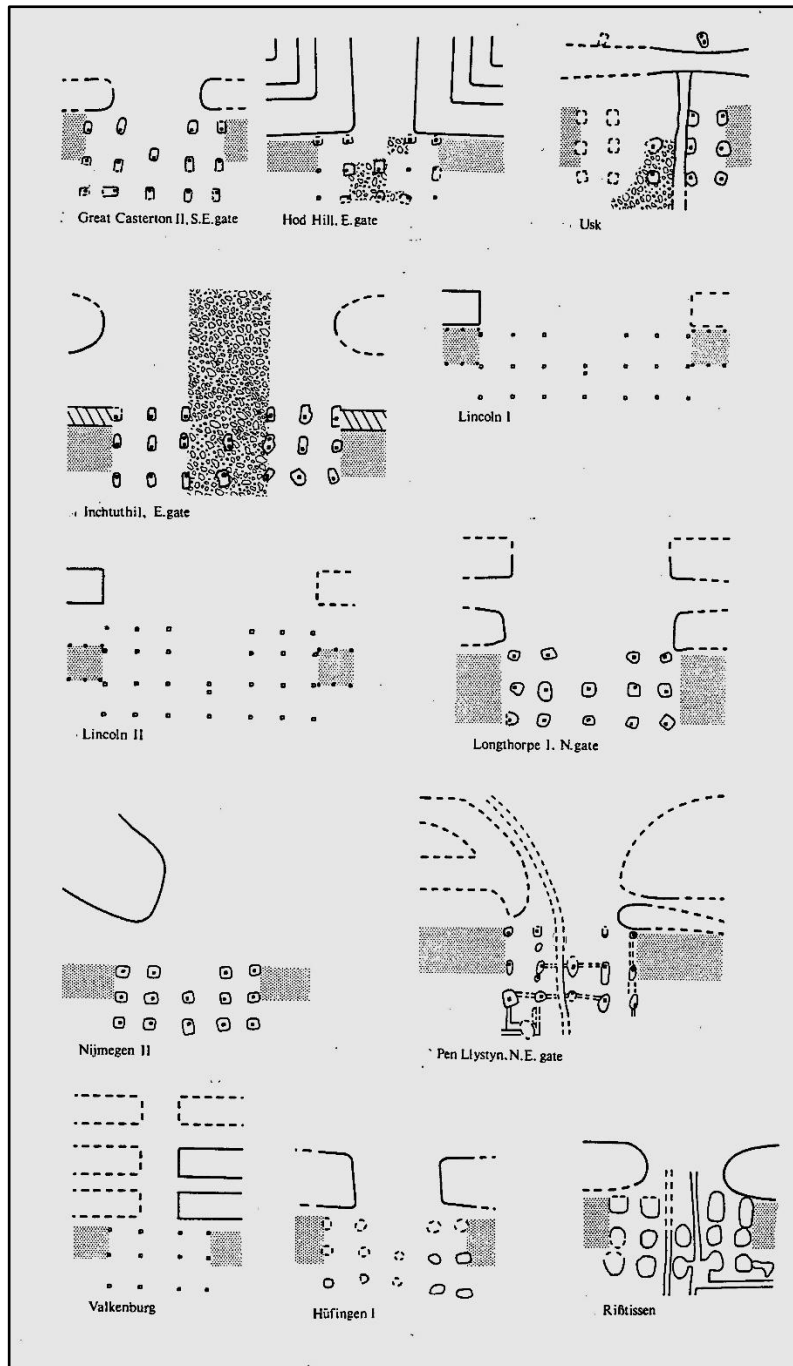 Great Casterton II, S.E.gate
Hod Hill, E.gate
Usk
Inchtuthil, E.gate
Lincoln I
Lincoln II
Longthorpe I. N.gate
Nijmegen II
Pen Llystyn. N.E. gate
Valkenburg
Hüfingen I
Rißtissen